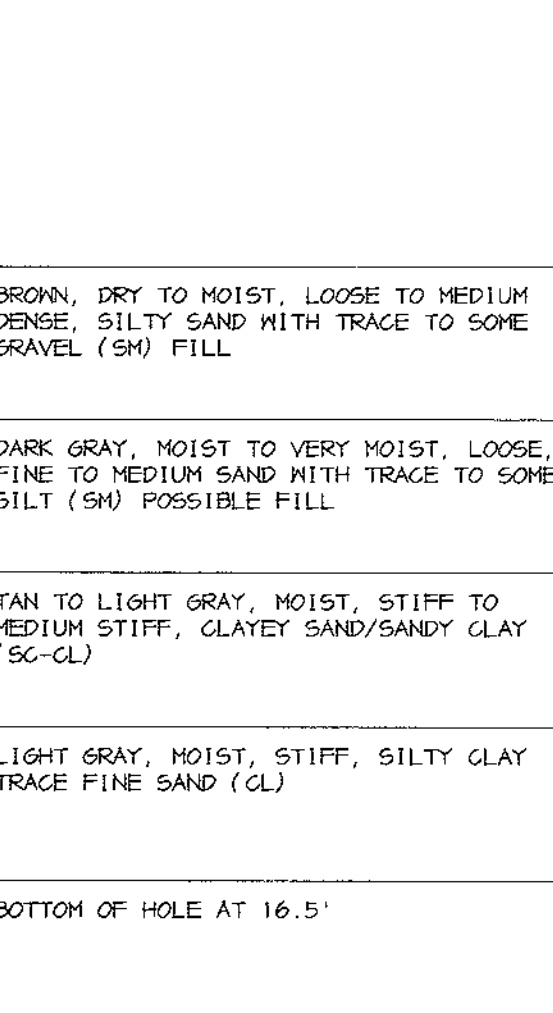 BROWN, DRY TO MOIST, LOOSE TO MEDIUM
DENSE, SILTY SAND WITH TRACE TO SOME
GRAVEL (SM) FILL
DARK GRAY, MOIST TO VERY MOIST, LOOSE,
FINE TO MEDIUM SAND WITH TRACE TO SOME
SILT (SM) POSSIBLE FILL
TAN TO LIGHT GRAY, MOIST, STIFF TO
MEDIUM STIFF, CLAYEY SAND/SANDY CLAY
(SC-CL)
LIGHT GRAY, MOIST, STIFF, SILTY CLAY
TRACE FINE SAND (CL)
BOTTOM OF HOLE AT 16.5'